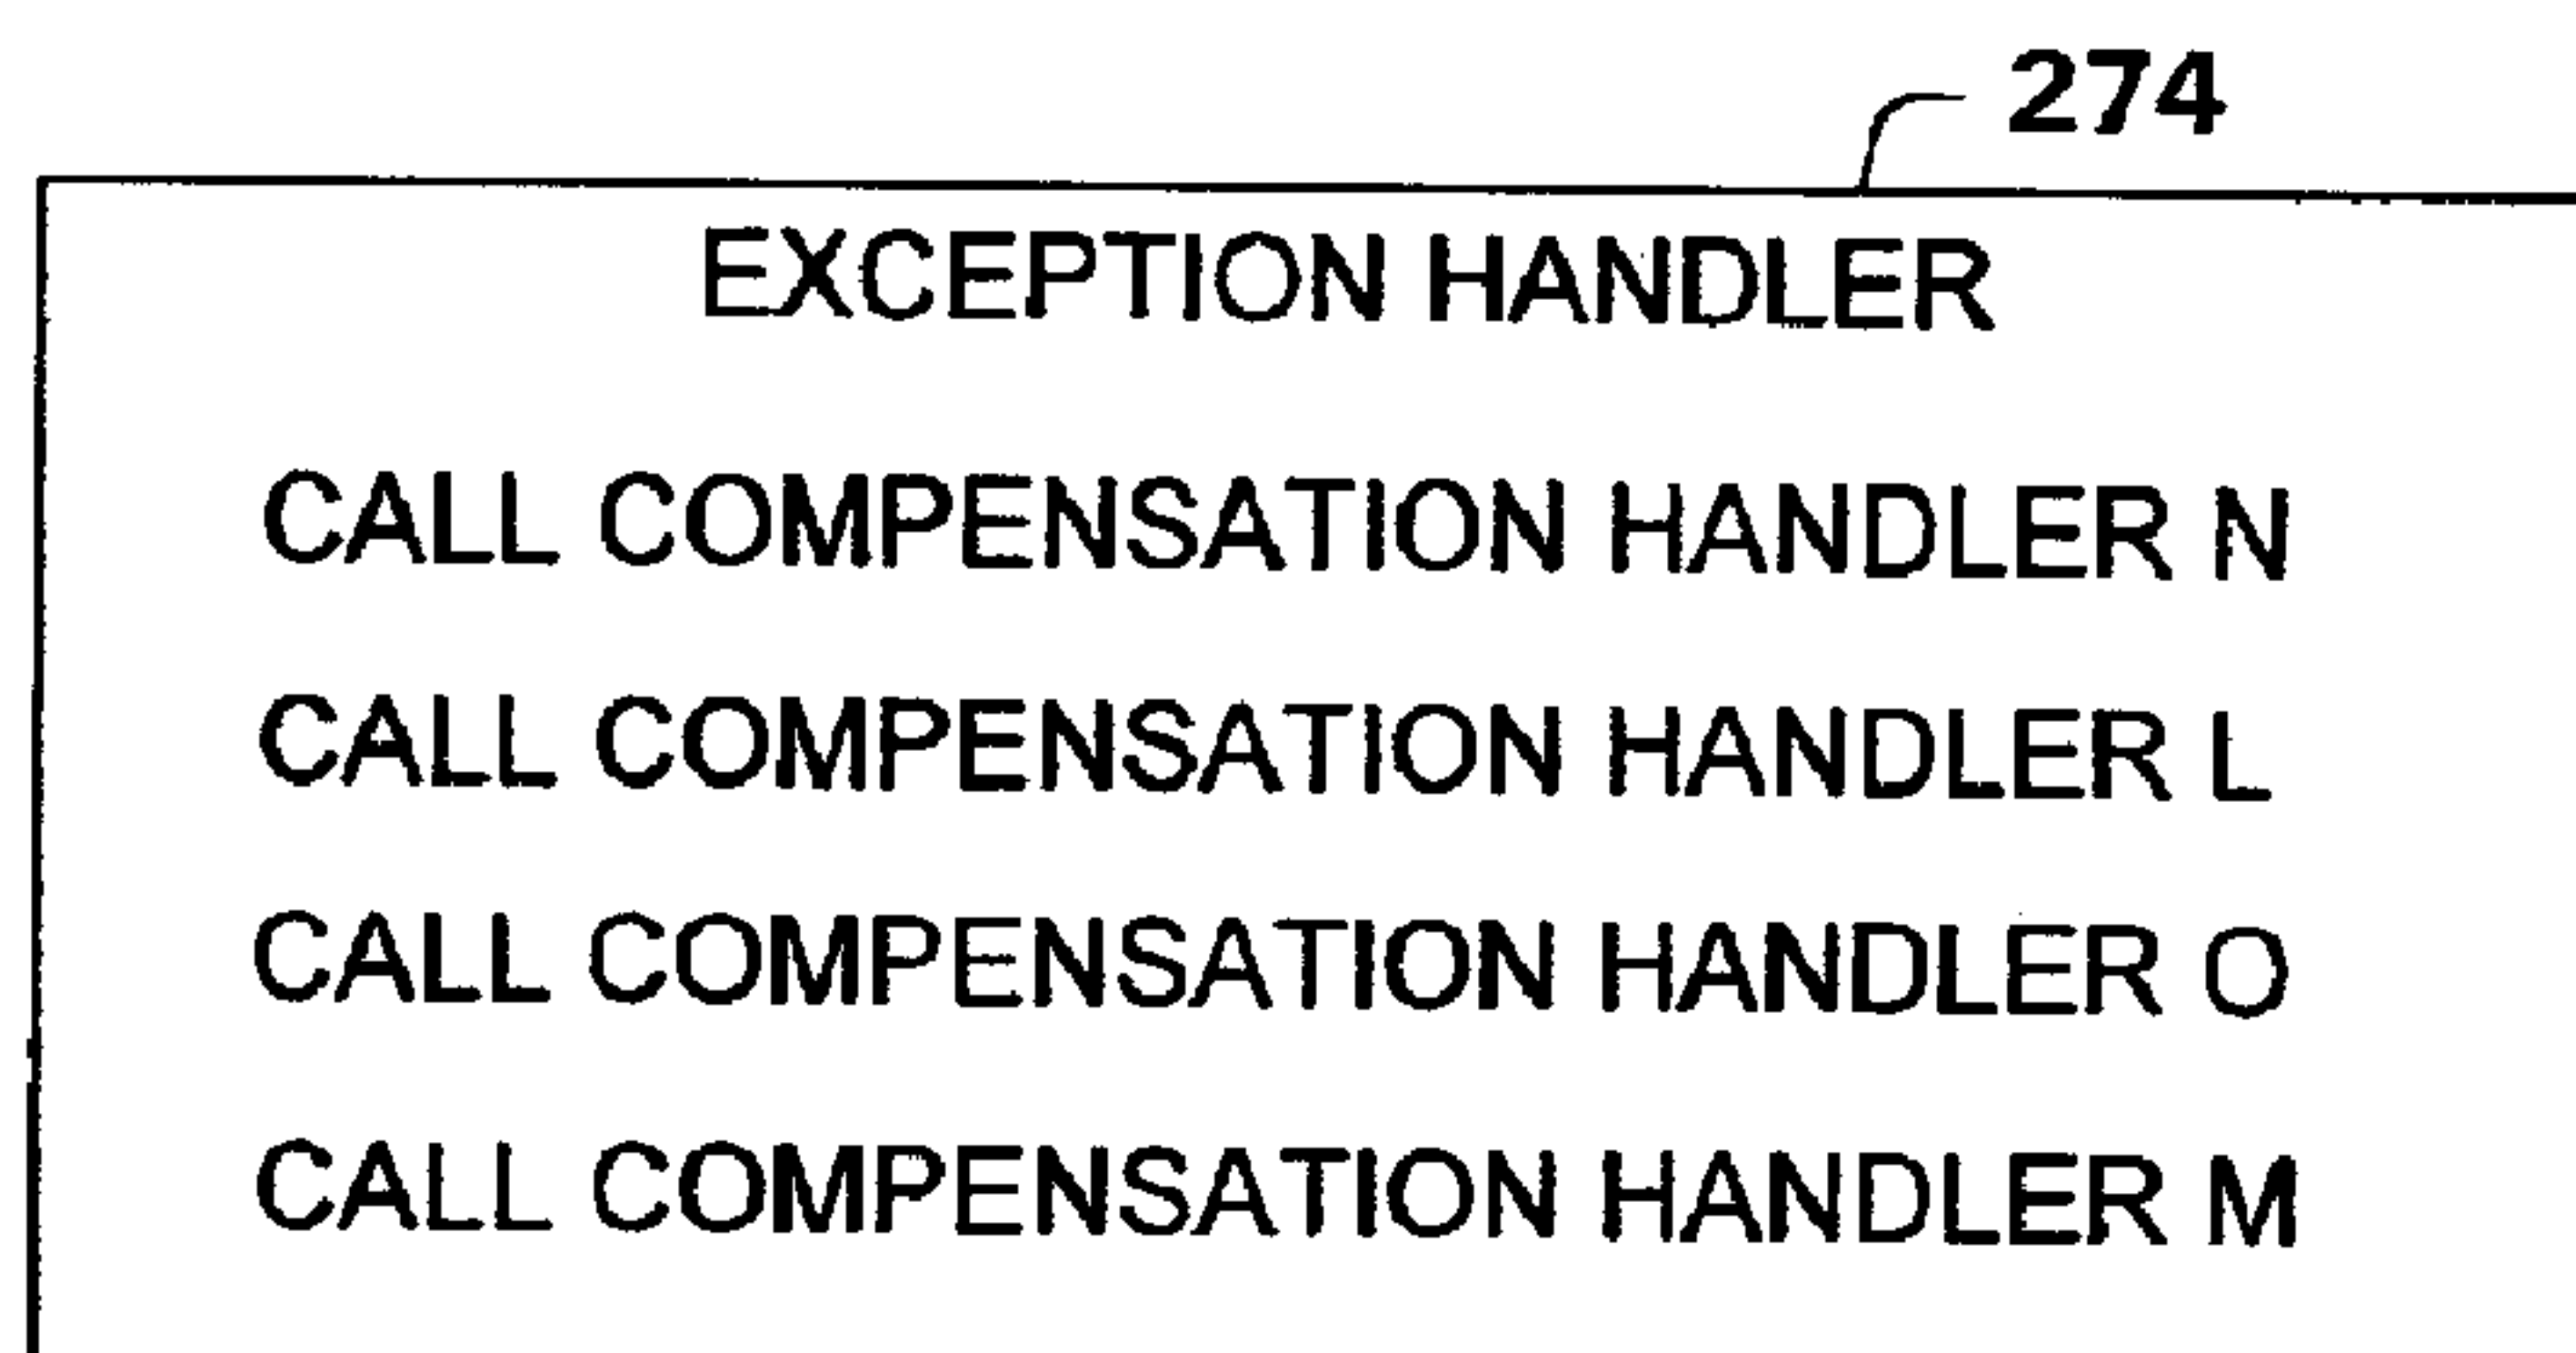 274
EXCEPTION HANDLER
CALL COMPENSATION HANDLER N
CALL COMPENSATION HANDLER L
CALL COMPENSATION HANDLER O
CALL COMPENSATION HANDLER M